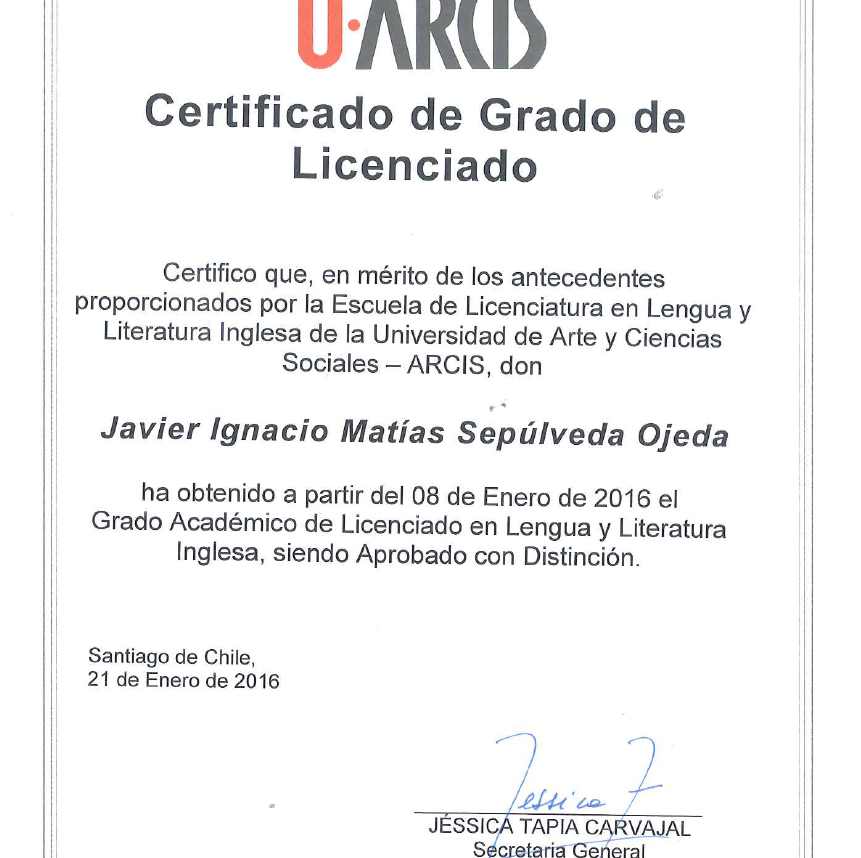 U·ARCIS
Certificado de Grado de
Licenciado
Certifico que, en mérito de los antecedentes
proporcionados por la Escuela de Licenciatura en Lengua y
Literatura Inglesa de la Universidad de Arte y Ciencias
Sociales – ARCIS, don
Javier Ignacio Matías Sepúlveda Ojeda
ha obtenido a partir del 08 de Enero de 2016 el
Grado Académico de Licenciado en Lengua y Literatura
Inglesa, siendo Aprobado con Distinción.
Santiago de Chile,
21 de Enero de 2016
Jessica T
JÉSSICA TAPIA CARVAJAL
Secretaria General